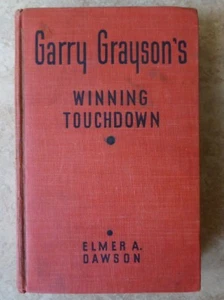 Garry Grayson's
WINNING
TOUCHDOWN
ELMER A.
DAWSON